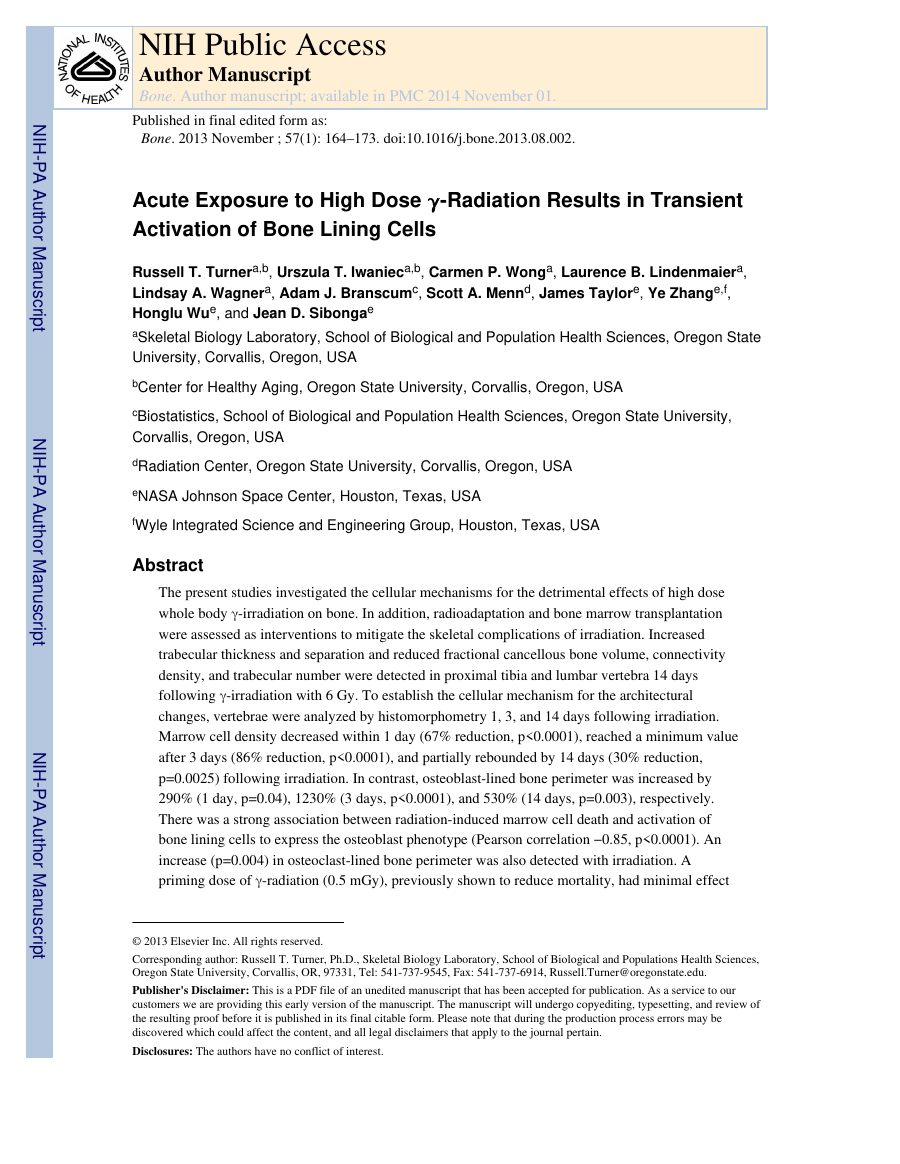 NATIONAL INSTITUTES
OF HEALTH
NIH Public Access
Author Manuscript
Bone. Author manuscript; available in PMC 2014 November 01.
Published in final edited form as:
Bone. 2013 November ; 57(1): 164–173. doi:10.1016/j.bone.2013.08.002.
NIH-PA Author Manuscript
NIH-PA Author Manuscript
NIH-PA Author Manuscript
Acute Exposure to High Dose γ-Radiation Results in Transient
Activation of Bone Lining Cells
Russell T. Turnera,b, Urszula T. Iwanieca,b, Carmen P. Wonga, Laurence B. Lindenmaiera,
Lindsay A. Wagnera, Adam J. Branscumc, Scott A. Mennd, James Taylore, Ye Zhange,f,
Honglu Wue, and Jean D. Sibongae
aSkeletal Biology Laboratory, School of Biological and Population Health Sciences, Oregon State
University, Corvallis, Oregon, USA
bCenter for Healthy Aging, Oregon State University, Corvallis, Oregon, USA
cBiostatistics, School of Biological and Population Health Sciences, Oregon State University,
Corvallis, Oregon, USA
dRadiation Center, Oregon State University, Corvallis, Oregon, USA
eNASA Johnson Space Center, Houston, Texas, USA
fWyle Integrated Science and Engineering Group, Houston, Texas, USA
Abstract
The present studies investigated the cellular mechanisms for the detrimental effects of high dose
whole body γ-irradiation on bone. In addition, radioadaptation and bone marrow transplantation
were assessed as interventions to mitigate the skeletal complications of irradiation. Increased
trabecular thickness and separation and reduced fractional cancellous bone volume, connectivity
density, and trabecular number were detected in proximal tibia and lumbar vertebra 14 days
following γ-irradiation with 6 Gy. To establish the cellular mechanism for the architectural
changes, vertebrae were analyzed by histomorphometry 1, 3, and 14 days following irradiation.
Marrow cell density decreased within 1 day (67% reduction, p<0.0001), reached a minimum value
after 3 days (86% reduction, p<0.0001), and partially rebounded by 14 days (30% reduction,
p=0.0025) following irradiation. In contrast, osteoblast-lined bone perimeter was increased by
290% (1 day, p=0.04), 1230% (3 days, p<0.0001), and 530% (14 days, p=0.003), respectively.
There was a strong association between radiation-induced marrow cell death and activation of
bone lining cells to express the osteoblast phenotype (Pearson correlation −0.85, p<0.0001). An
increase (p=0.004) in osteoclast-lined bone perimeter was also detected with irradiation. A
priming dose of γ-radiation (0.5 mGy), previously shown to reduce mortality, had minimal effect
© 2013 Elsevier Inc. All rights reserved.
Corresponding author: Russell T. Turner, Ph.D., Skeletal Biology Laboratory, School of Biological and Populations Health Sciences,
Oregon State University, Corvallis, OR, 97331, Tel: 541-737-9545, Fax: 541-737-6914, Russell.Turner@oregonstate.edu.
Publisher's Disclaimer: This is a PDF file of an unedited manuscript that has been accepted for publication. As a service to our
customers we are providing this early version of the manuscript. The manuscript will undergo copyediting, typesetting, and review of
the resulting proof before it is published in its final citable form. Please note that during the production process errors may be
discovered which could affect the content, and all legal disclaimers that apply to the journal pertain.
Disclosures: The authors have no conflict of interest.